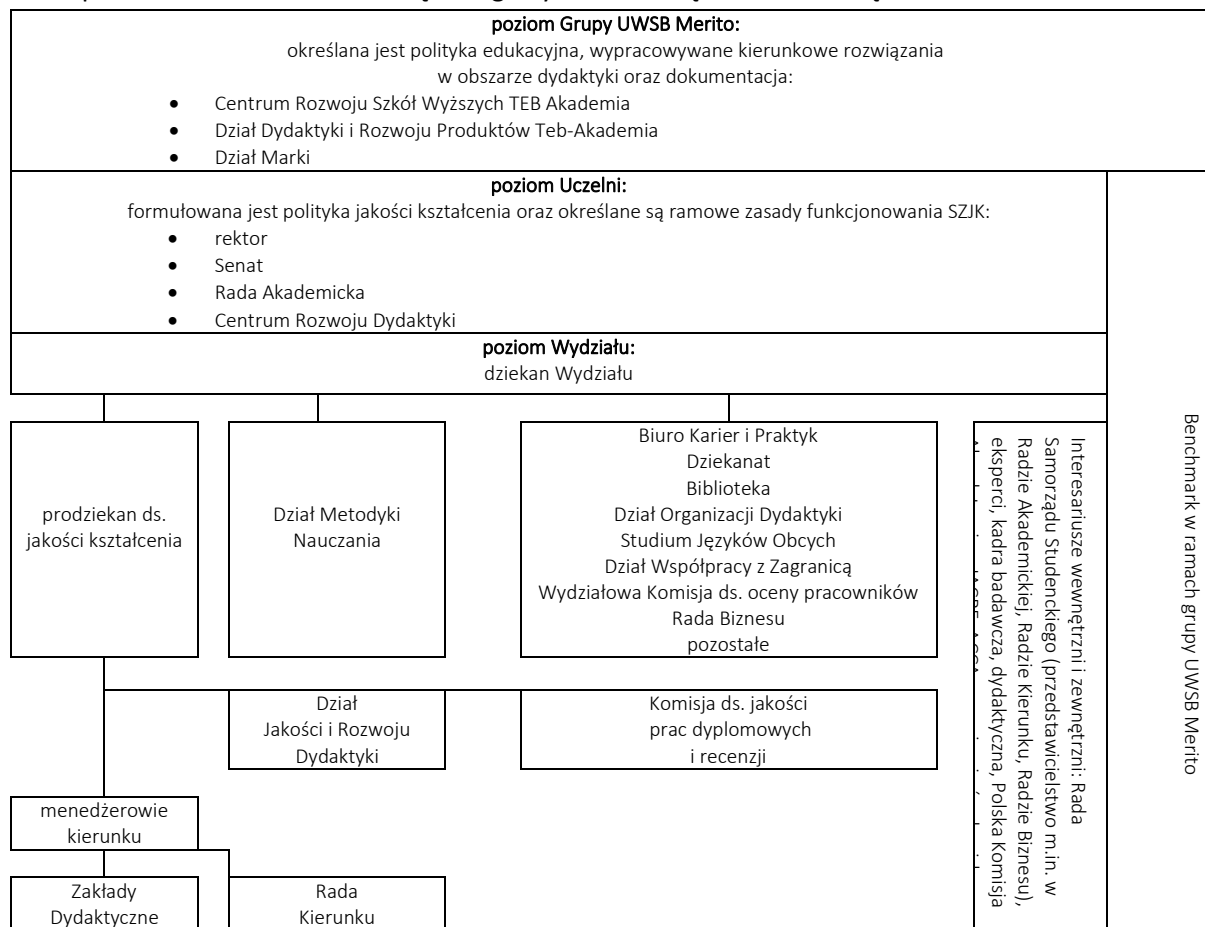 poziom Grupy UWSB Merito:
określana jest polityka edukacyjna, wypracowywane kierunkowe rozwiązania
w obszarze dydaktyki oraz dokumentacja:
• Centrum Rozwoju Szkół Wyższych TEB Akademia
• Dział Dydaktyki i Rozwoju Produktów Teb-Akademia
• Dział Marki
poziom Uczelni:
formułowana jest polityka jakości kształcenia oraz określane są ramowe zasady funkcjonowania SZJK:
• rektor
• Senat
• Rada Akademicka
• Centrum Rozwoju Dydaktyki
poziom Wydziału:
dziekan Wydziału
prodziekan ds.
jakości kształcenia
Dział Metodyki
Nauczania
Biuro Karier i Praktyk
Dziekanat
Biblioteka
Dział Organizacji Dydaktyki
Studium Języków Obcych
Dział Współpracy z Zagranicą
Wydziałowa Komisja ds. oceny pracowników
Rada Biznesu
pozostałe
Dział
Jakości i Rozwoju
Dydaktyki
Komisja ds. jakości
prac dyplomowych
i recenzji
menedżerowie
kierunku
Zakłady
Dydaktyczne
Rada
Kierunku
Interesariusze wewnętrzni i zewnętrzni: Rada
Samorządu Studenckiego (przedstawicielstwo m.in. w
Radzie Akademickiej, Radzie Kierunku, Radzie Biznesu),
eksperci, kadra badawcza, dydaktyczna, Polska Komisja
Benchmark w ramach grupy UWSB Merito